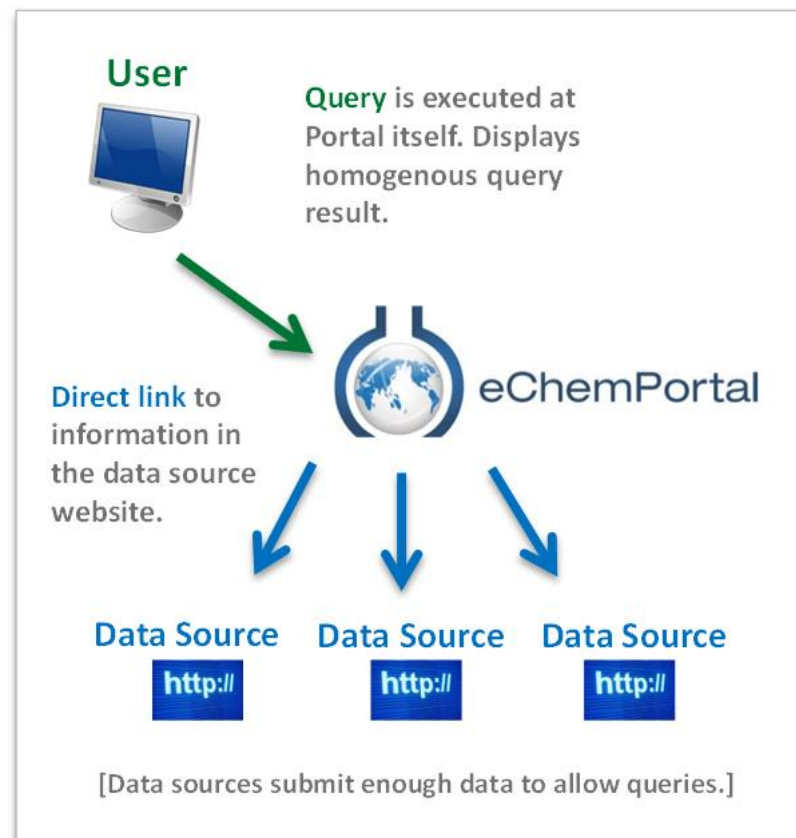 User
Query is executed at
Portal itself. Displays
homogenous query
result.
eChemPortal
Direct link to
information in
the data source
website.
Data Source
Data Source
Data Source
http://
http://
http://
[Data sources submit enough data to allow queries.]